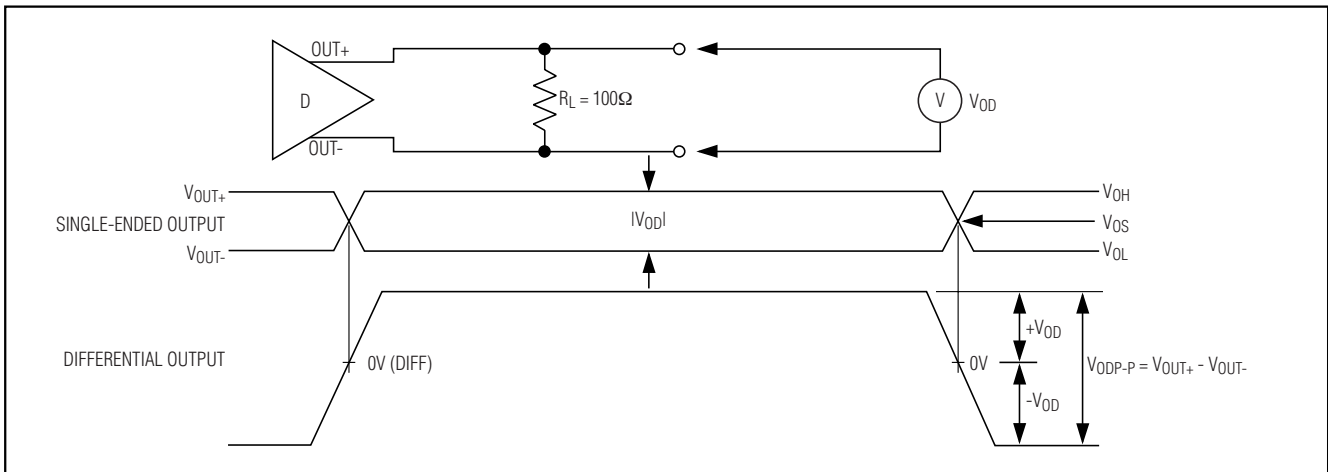 OUT+
D
RL = 100Ω
V
VOD
OUT-
VOUT+
VOH
SINGLE-ENDED OUTPUT
|VOD|
VOS
VOUT-
VOL
+VOD
DIFFERENTIAL OUTPUT
0V (DIFF)
0V
VODP-P = VOUT+ - VOUT-
-VOD